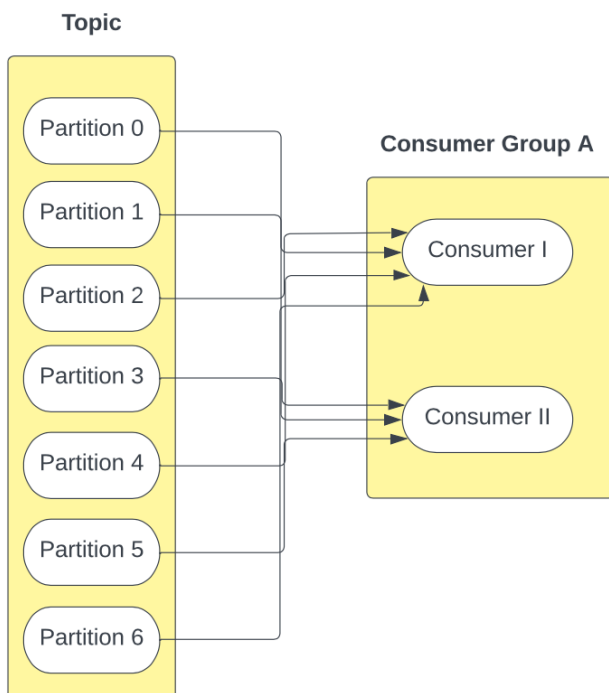 Topic
Partition 0
Partition 1
Partition 2
Partition 3
Partition 4
Partition 5
Partition 6
Consumer Group A
Consumer I
Consumer II